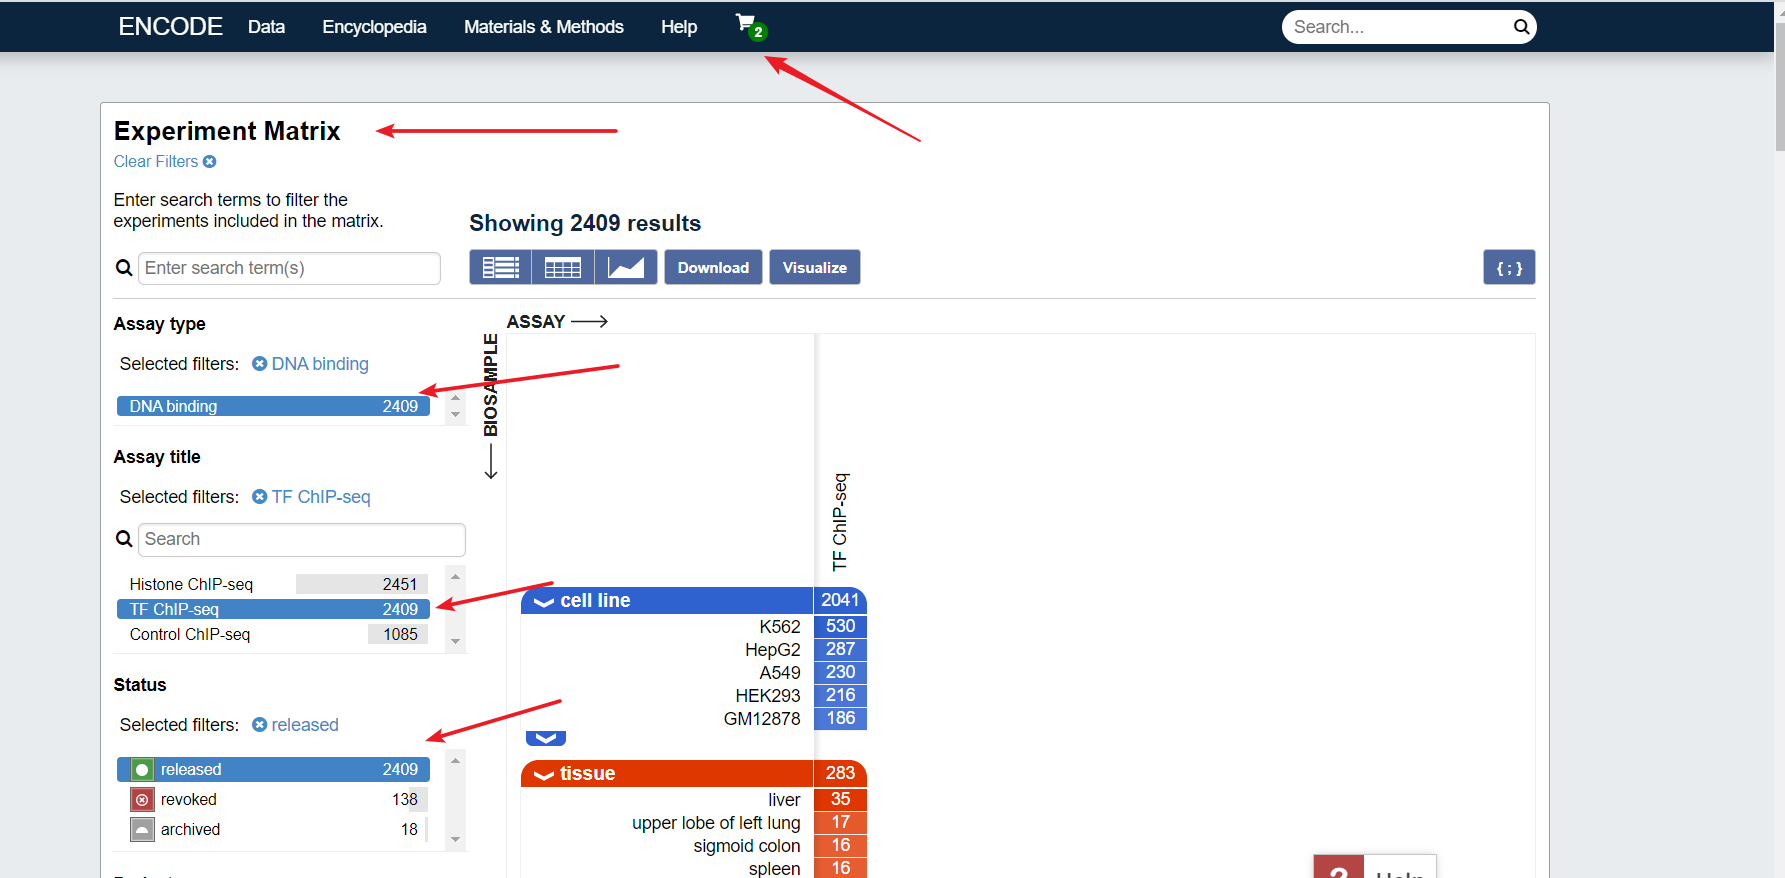 ENCODE Data Encyclopedia Materials & Methods Help 2 Search...
Experiment Matrix
Clear Filters
Enter search terms to filter the
experiments included in the matrix.
Enter search term(s)
Showing 2409 results
Download Visualize { ; }
Assay type
Selected filters: DNA binding
DNA binding 2409
Assay title
Selected filters: TF ChIP-seq
Search
Histone ChIP-seq 2451
TF ChIP-seq 2409
Control ChIP-seq 1085
Status
Selected filters: released
released 2409
revoked 138
archived 18
ASSAY
BIOSAMPLE
TF ChIP-seq
cell line 2041
K562 530
HepG2 287
A549 230
HEK293 216
GM12878 186
tissue 283
liver 35
upper lobe of left lung 17
sigmoid colon 16
spleen 16
? Help